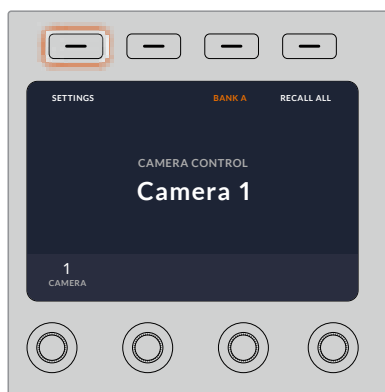 SETTINGS BANK A RECALL ALL
CAMERA CONTROL
Camera 1
1
CAMERA